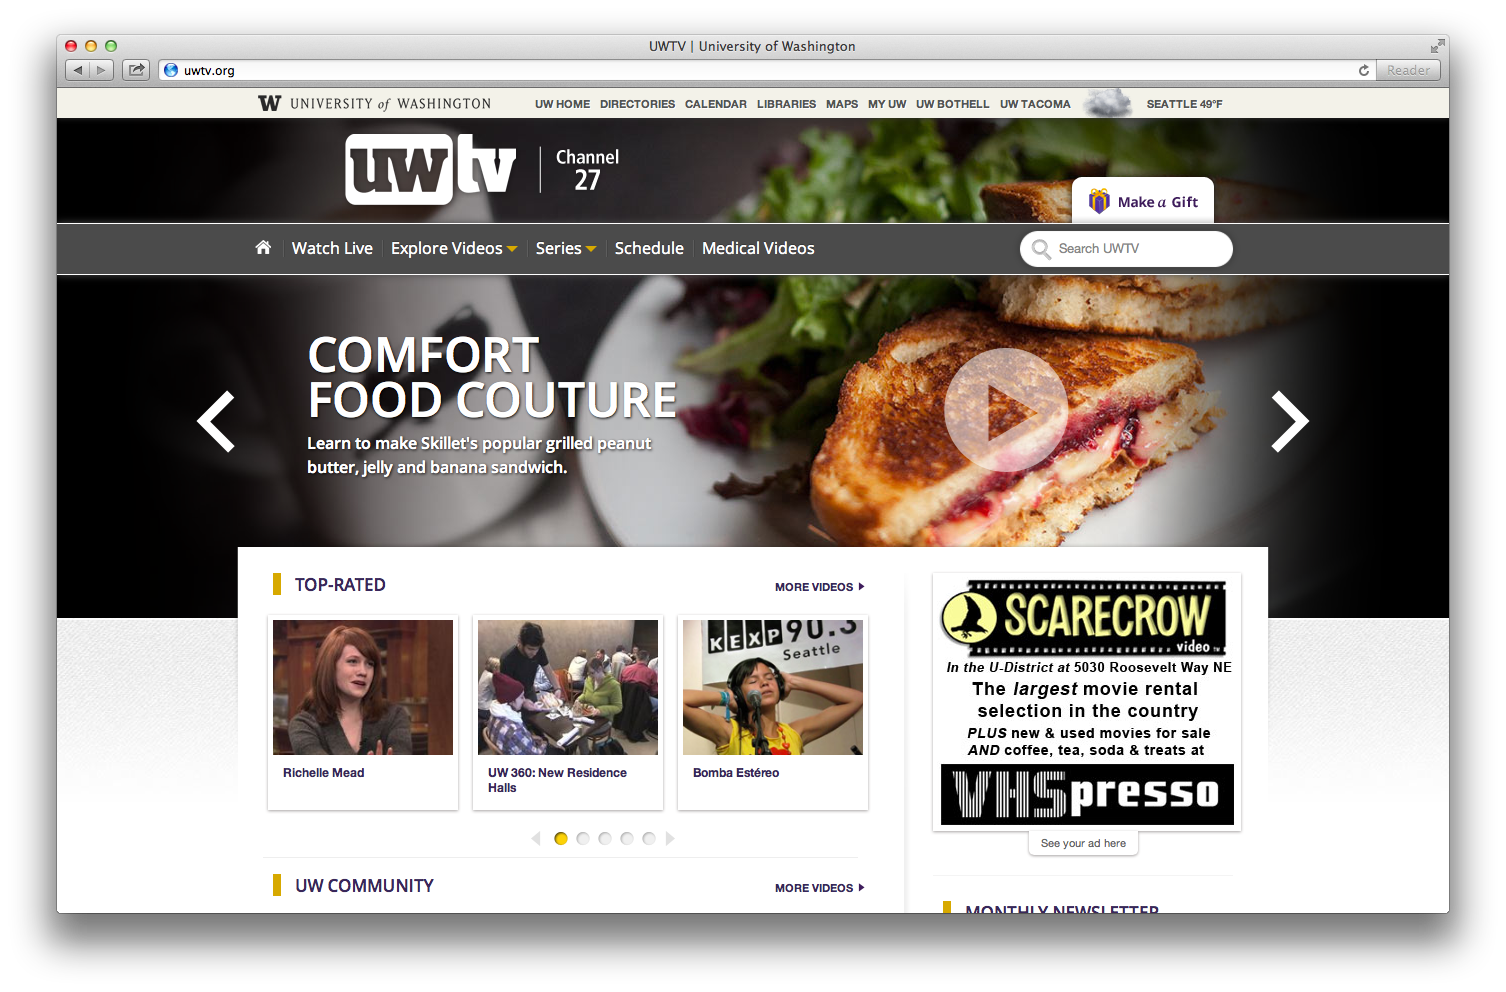 UWTV | University of Washington
uwtv.org
Reader
W UNIVERSITY of WASHINGTON
UW HOME DIRECTORIES CALENDAR LIBRARIES MAPS MY UW UW BOTHELL UW TACOMA SEATTLE 49°F
uwtv
Channel
27
Make a Gift
Watch Live Explore Videos Series Schedule Medical Videos
Search UWTV
COMFORT
FOOD COUTURE
Learn to make Skillet's popular grilled peanut
butter, jelly and banana sandwich.
TOP-RATED
MORE VIDEOS
KEXP 90.3
Seattle
Richelle Mead
UW 360: New Residence
Halls
Bomba Estéreo
UW COMMUNITY
MORE VIDEOS
SCARECROW
video TM
In the U-District at 5030 Roosevelt Way NE
The largest movie rental
selection in the country
PLUS new & used movies for sale
AND coffee, tea, soda & treats at
VHSpresso
See your ad here
MONTHLY NEWSLETTER